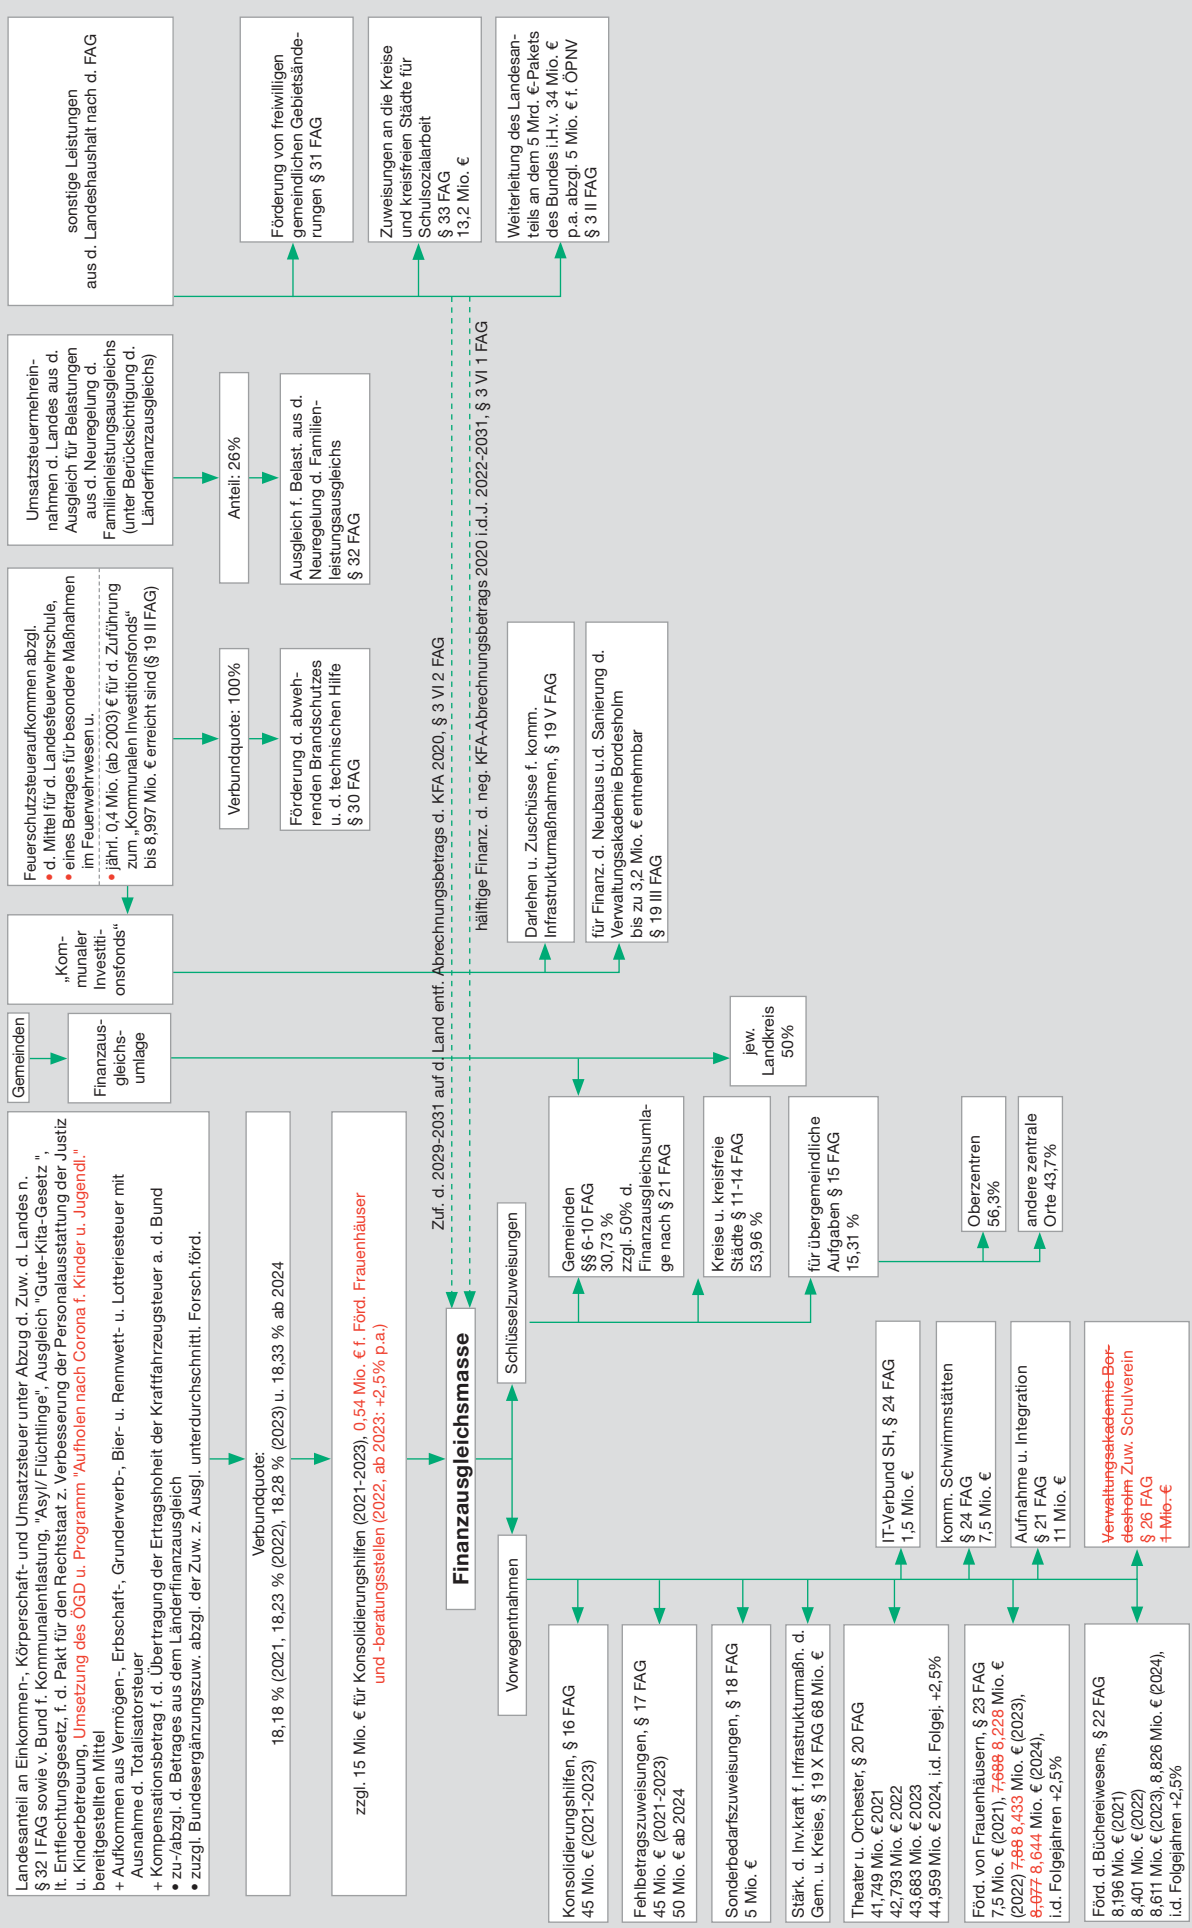 Landesanteil an Einkommen-, Körperschaft- und Umsatzsteuer unter Abzug d. Zuw. d. Landes n.
§ 32 I FAG sowie v. Bund f. Kommunalentlastung, "Asyl/ Flüchtlinge", Ausgleich "Gute-Kita-Gesetz ",
lt. Entflechtungsgesetz, f. d. Pakt für den Rechtstaat z. Verbesserung der Personalausstattung der Justiz
u. Kinderbetreuung, Umsetzung des ÖGD u. Programm "Aufholen nach Corona f. Kinder u. Jugendl."
bereitgestellten Mittel
+ Aufkommen aus Vermögen-, Erbschaft-, Grunderwerb-, Bier- u. Rennwett- u. Lotteriesteuer mit
Ausnahme d. Totalisatorsteuer
+ Kompensationsbetrag f. d. Übertragung der Ertragshoheit der Kraftfahrzeugsteuer a. d. Bund
• zu-/abzgl. d. Betrages aus dem Länderfinanzausgleich
• zuzgl. Bundesergänzungszuw. abzgl. der Zuw. z. Ausgl. unterdurchschnittl. Forsch.förd.
Verbundquote:
18,18 % (2021, 18,23 % (2022), 18,28 % (2023) u. 18,33 % ab 2024
zzgl. 15 Mio. € für Konsolidierungshilfen (2021-2023), 0,54 Mio. € f. Förd. Frauenhäuser
und -beratungsstellen (2022, ab 2023: +2,5% p.a.)
Finanzausgleichsmasse
Vorwegentnahmen
Konsolidierungshilfen, § 16 FAG
45 Mio. € (2021-2023)
Fehlbetragszuweisungen, § 17 FAG
45 Mio. € (2021-2023)
50 Mio. € ab 2024
Sonderbedarfszuweisungen, § 18 FAG
5 Mio. €
Stärk. d. Inv.kraft f. Infrastrukturmaßn. d.
Gem. u. Kreise, § 19 X FAG 68 Mio. €
Theater u. Orchester, § 20 FAG
41,749 Mio. € 2021
42,793 Mio. € 2022
43,683 Mio. € 2023
44,959 Mio. € 2024, i.d. Folgej. +2,5%
Förd. von Frauenhäusern, § 23 FAG
7,5 Mio. € (2021), 7,688 8,228 Mio. €
(2022) 7,88 8,433 Mio. € (2023),
8,077 8,644 Mio. € (2024),
i.d. Folgejahren +2,5%
Förd. d. Büchereiwesens, § 22 FAG
8,196 Mio. € (2021)
8,401 Mio. € (2022)
8,611 Mio. € (2023), 8,826 Mio. € (2024),
i.d. Folgejahren +2,5%
IT-Verbund SH, § 24 FAG
1,5 Mio. €
komm. Schwimmstätten
§ 24 FAG
7,5 Mio. €
Aufnahme u. Integration
§ 21 FAG
11 Mio. €
Verwaltungsakademie Bor-
desholm Zuw. Schulverein
§ 26 FAG
1 Mio. €
Schlüsselzuweisungen
Gemeinden
§§ 6-10 FAG
30,73 %
zzgl. 50% d.
Finanzausgleichsumla-
ge nach § 21 FAG
Kreise u. kreisfreie
Städte § 11-14 FAG
53,96 %
für übergemeindliche
Aufgaben § 15 FAG
15,31 %
Oberzentren
56,3%
andere zentrale
Orte 43,7%
Gemeinden
Finanzaus-
gleichs-
umlage
jew.
Landkreis
50%
„Kom-
munaler
Investiti-
onsfonds“
Darlehen u. Zuschüsse f. komm.
Infrastrukturmaßnahmen, § 19 V FAG
für Finanz. d. Neubaus u.d. Sanierung d.
Verwaltungsakademie Bordesholm
bis zu 3,2 Mio. € entnehmbar
§ 19 III FAG
Feuerschutzsteueraufkommen abzgl.
• d. Mittel für d. Landesfeuerwehrschule,
• eines Betrages für besondere Maßnahmen
im Feuerwehrwesen u.
• jährl. 0,4 Mio. (ab 2003) € für d. Zuführung
zum „Kommunalen Investitionsfonds“
bis 8,997 Mio. € erreicht sind (§ 19 II FAG)
Verbundquote: 100%
Förderung d. abweh-
renden Brandschutzes
u. d. technischen Hilfe
§ 30 FAG
Umsatzsteuermehrein-
nahmen d. Landes aus d.
Ausgleich für Belastungen
aus d. Neuregelung d.
Familienleistungsausgleichs
(unter Berücksichtigung d.
Länderfinanzausgleichs)
Anteil: 26%
Ausgleich f. Belast. aus d.
Neuregelung d. Familien-
leistungsausgleichs
§ 32 FAG
sonstige Leistungen
aus d. Landeshaushalt nach d. FAG
Förderung von freiwilligen
gemeindlichen Gebietsände-
rungen § 31 FAG
Zuweisungen an die Kreise
und kreisfreien Städte für
Schulsozialarbeit
§ 33 FAG
13,2 Mio. €
Weiterleitung des Landesan-
teils an dem 5 Mrd. €-Pakets
des Bundes i.H.v. 34 Mio. €
p.a. abzgl. 5 Mio. € f. ÖPNV
§ 3 II FAG
Zuf. d. 2029-2031 auf d. Land entf. Abrechnungsbetrags d. KFA 2020, § 3 VI 2 FAG
hälftige Finanz. d. neg. KFA-Abrechnungsbetrags 2020 i.d.J. 2022-2031, § 3 VI 1 FAG